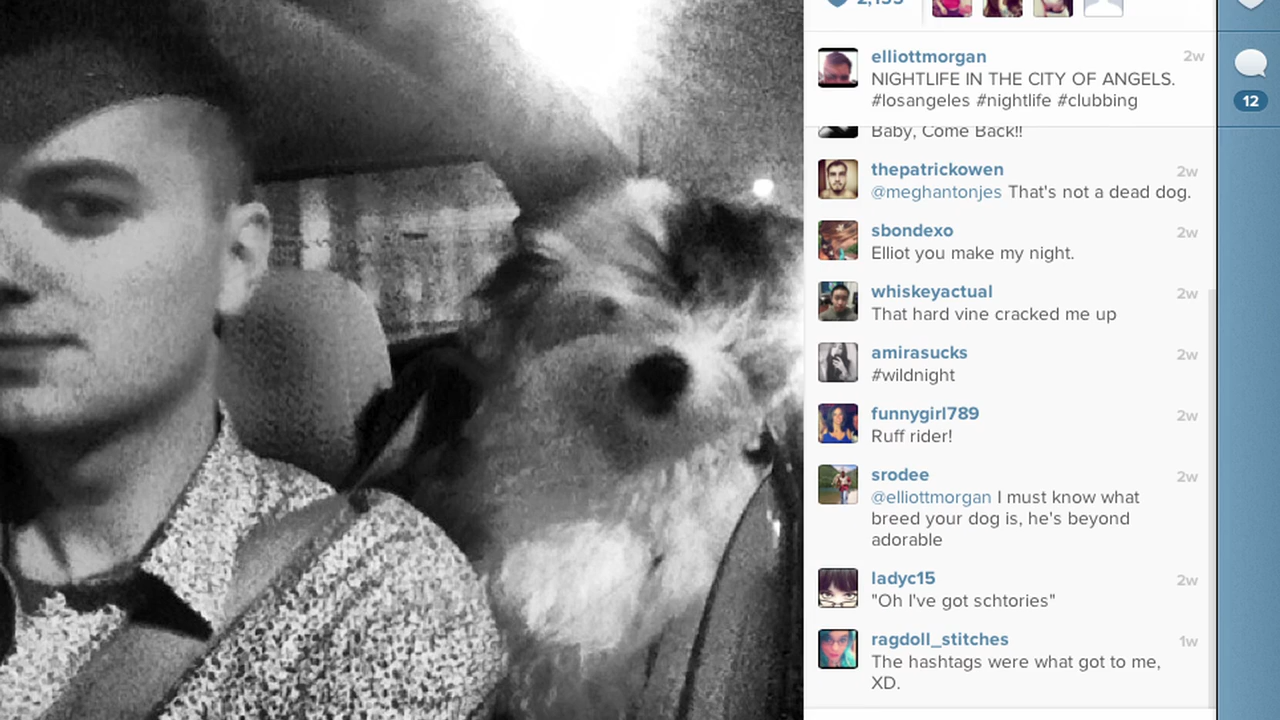 elliottmorgan 2w
NIGHTLIFE IN THE CITY OF ANGELS.
#losangeles #nightlife #clubbing
12
Baby, Come Back!!
thepatrickowen 2w
@meghantonjes That's not a dead dog.
sbondexo 2w
Elliot you make my night.
whiskeyactual 2w
That hard vine cracked me up
amirasucks 2w
#wildnight
funnygirl789 2w
Ruff rider!
srodee 2w
@elliottmorgan I must know what
breed your dog is, he's beyond
adorable
ladyc15 2w
"Oh I've got schtories"
ragdoll_stitches 1w
The hashtags were what got to me,
XD.